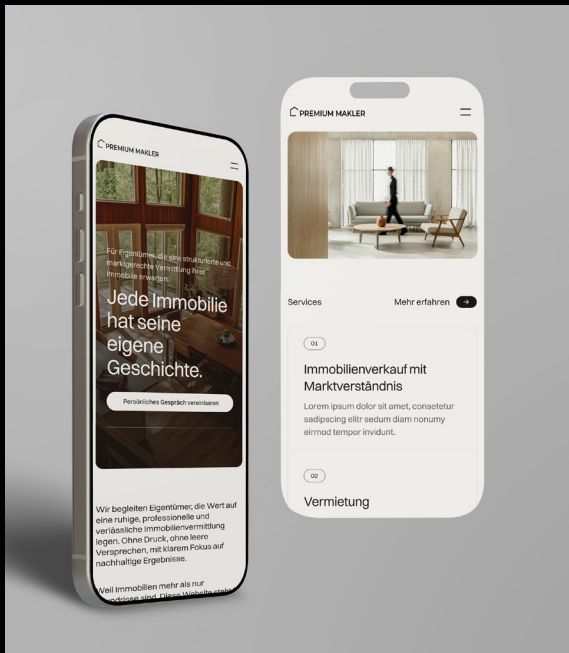 PREMIUM MAKLER
Für Eigentümer, die eine strukturierte und
marktgerechte Vermittlung ihrer
Immobilie erwarten.
Jede Immobilie
hat seine
eigene
Geschichte.
Persönliches Gespräch vereinbaren
Wir begleiten Eigentümer, die Wert auf
eine ruhige, professionelle und
verlässliche Immobilienvermittlung
legen. Ohne Druck, ohne leere
Versprechen, mit klarem Fokus auf
nachhaltige Ergebnisse.
Weil Immobilien mehr als nur
sind. Diese Website steht
PREMIUM MAKLER
Services
Mehr erfahren
01
Immobilienverkauf mit
Marktverständnis
Lorem ipsum dolor sit amet, consetetur
sadipscing elitr sedum diam nonumy
eirmod tempor invidunt.
02
Vermietung